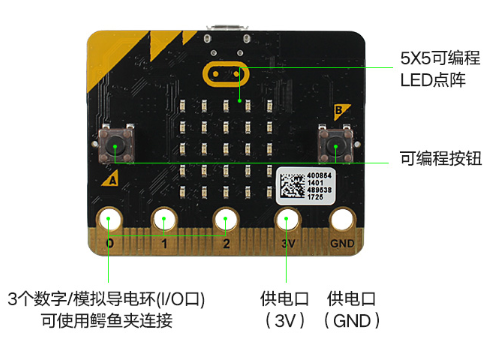 5X5可编程
LED点阵
B
可编程按钮
A
400864
1401
489638
1725
0 1 2 3V GND
3个数字/模拟导电环(I/O口)
可使用鳄鱼夹连接
供电口
（3V）
供电口
（GND）